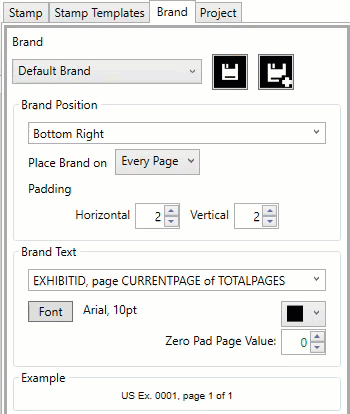 Stamp Stamp Templates Brand Project
Brand
Default Brand
Brand Position
Bottom Right
Place Brand on Every Page
Padding
Horizontal 2 Vertical 2
Brand Text
EXHIBITID, page CURRENTPAGE of TOTALPAGES
Font Arial, 10pt
Zero Pad Page Value: 0
Example
US Ex. 0001, page 1 of 1